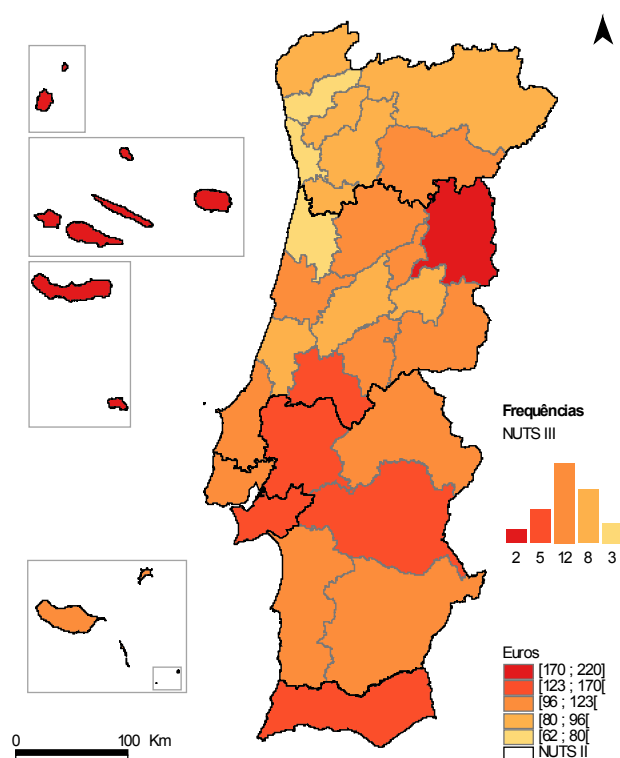 Frequências
NUTS III
2 5 12 8 3
Euros
[170 ; 220]
[123 ; 170[
[96 ; 123[
[80 ; 96[
[62 ; 80[
NUTS II
0 100 Km